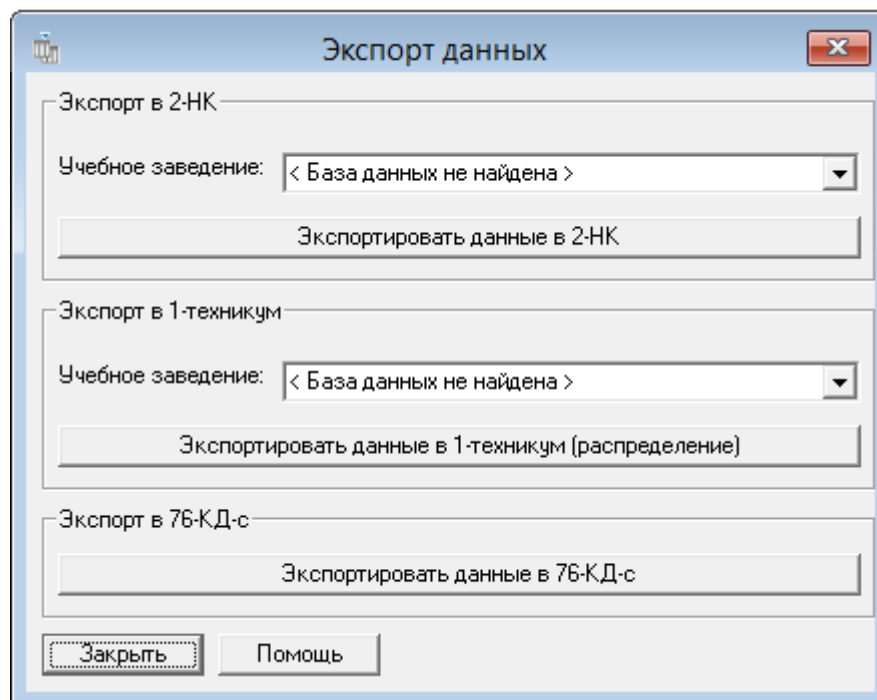 Экспорт данных
Экспорт в 2-НК
Учебное заведение: < База данных не найдена >
Экспортировать данные в 2-НК
Экспорт в 1-техникум
Учебное заведение: < База данных не найдена >
Экспортировать данные в 1-техникум (распределение)
Экспорт в 76-КД-с
Экспортировать данные в 76-КД-с
Закрыть Помощь